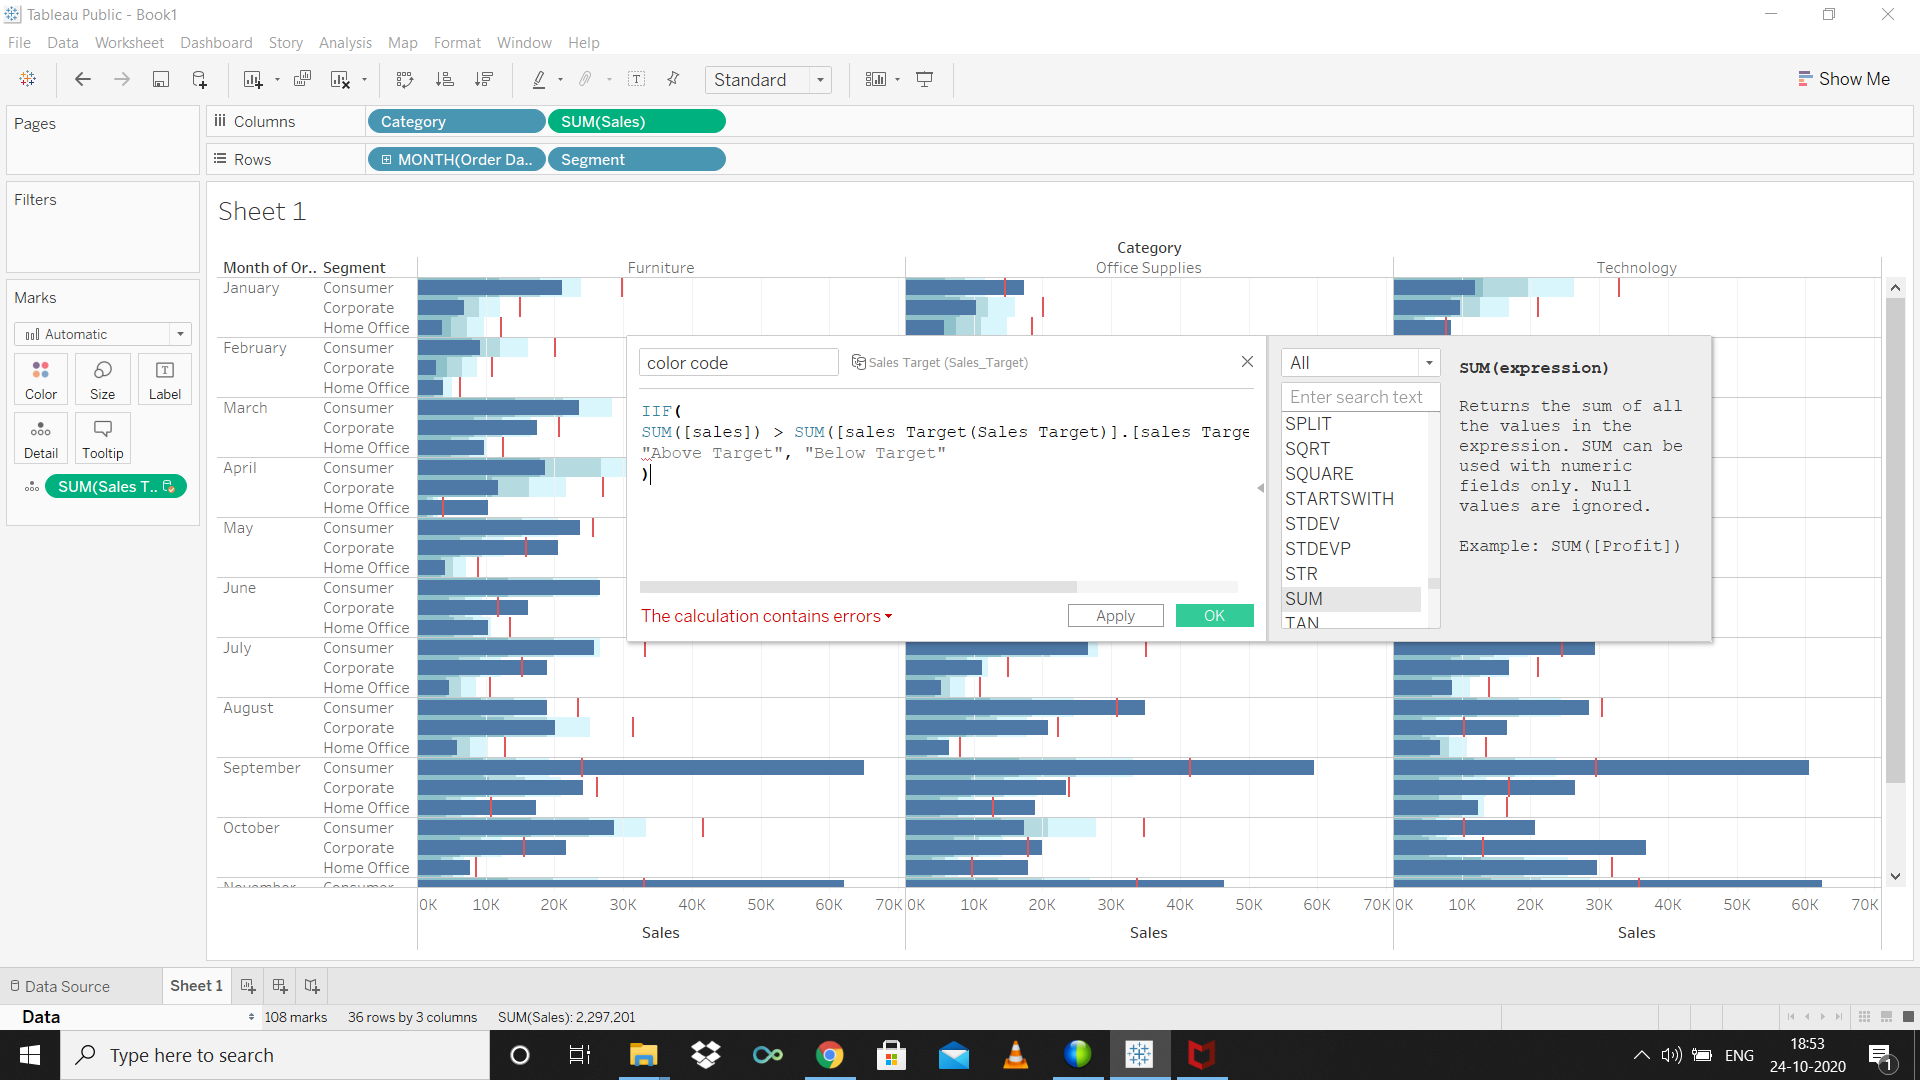 Tableau Public - Book1
File Data Worksheet Dashboard Story Analysis Map Format Window Help
Standard
Show Me
Pages
Columns
Category
SUM(Sales)
Rows
MONTH(Order Da..
Segment
Filters
Marks
Automatic
Color
Size
Label
Detail
Tooltip
SUM(Sales T..
Sheet 1
Category
Month of Or.. Segment Furniture Office Supplies Technology
January Consumer
Corporate
Home Office
February Consumer
Corporate
Home Office
March Consumer
Corporate
Home Office
April Consumer
Corporate
Home Office
May Consumer
Corporate
Home Office
June Consumer
Corporate
Home Office
July Consumer
Corporate
Home Office
August Consumer
Corporate
Home Office
September Consumer
Corporate
Home Office
October Consumer
Corporate
Home Office
November Consumer
0K 10K 20K 30K 40K 50K 60K 70K 0K 10K 20K 30K 40K 50K 60K 70K 0K 10K 20K 30K 40K 50K 60K 70K
Sales Sales Sales
color code
Sales Target (Sales_Target)
IIF(
SUM([sales]) > SUM([sales Target(Sales Target)].[sales Targe
"Above Target", "Below Target"
)
The calculation contains errors
Apply
OK
All
Enter search text
SPLIT
SQRT
SQUARE
STARTSWITH
STDEV
STDEVP
STR
SUM
TAN
SUM(expression)
Returns the sum of all
the values in the
expression. SUM can be
used with numeric
fields only. Null
values are ignored.
Example: SUM([Profit])
Data Source
Sheet 1
Data
108 marks 36 rows by 3 columns SUM(Sales): 2,297,201
Type here to search
ENG
18:53
24-10-2020
1